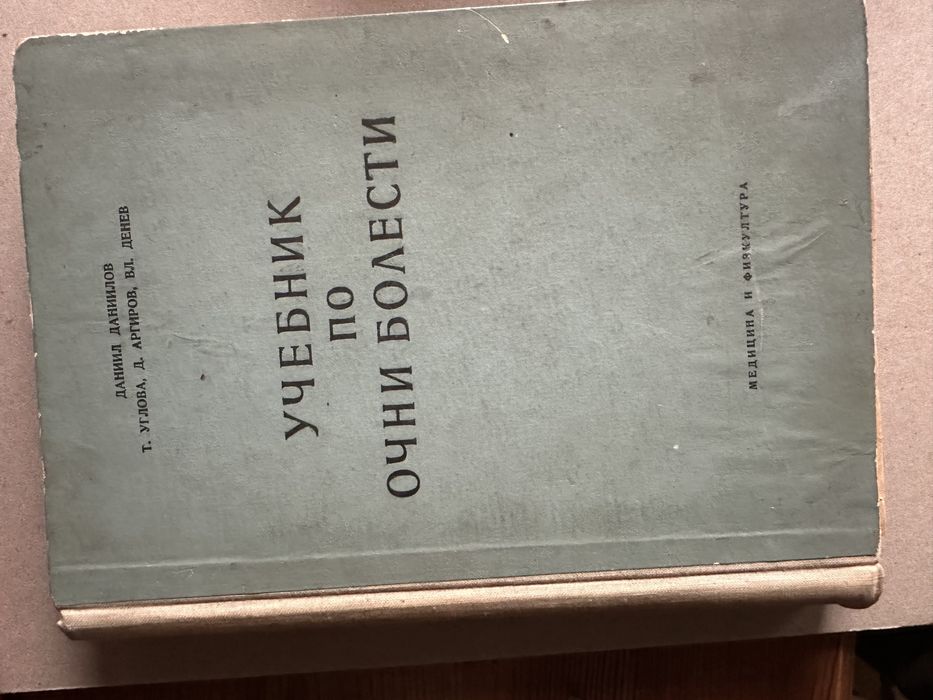 ДАНИИЛ ДАНИИЛОВ
Т. УГЛОВА, Д. АРГИРОВ, ВЛ. ДЕНЕВ
УЧЕБНИК
ПО
ОЧНИ БОЛЕСТИ
МЕДИЦИНА И ФИЗКУЛТУРА